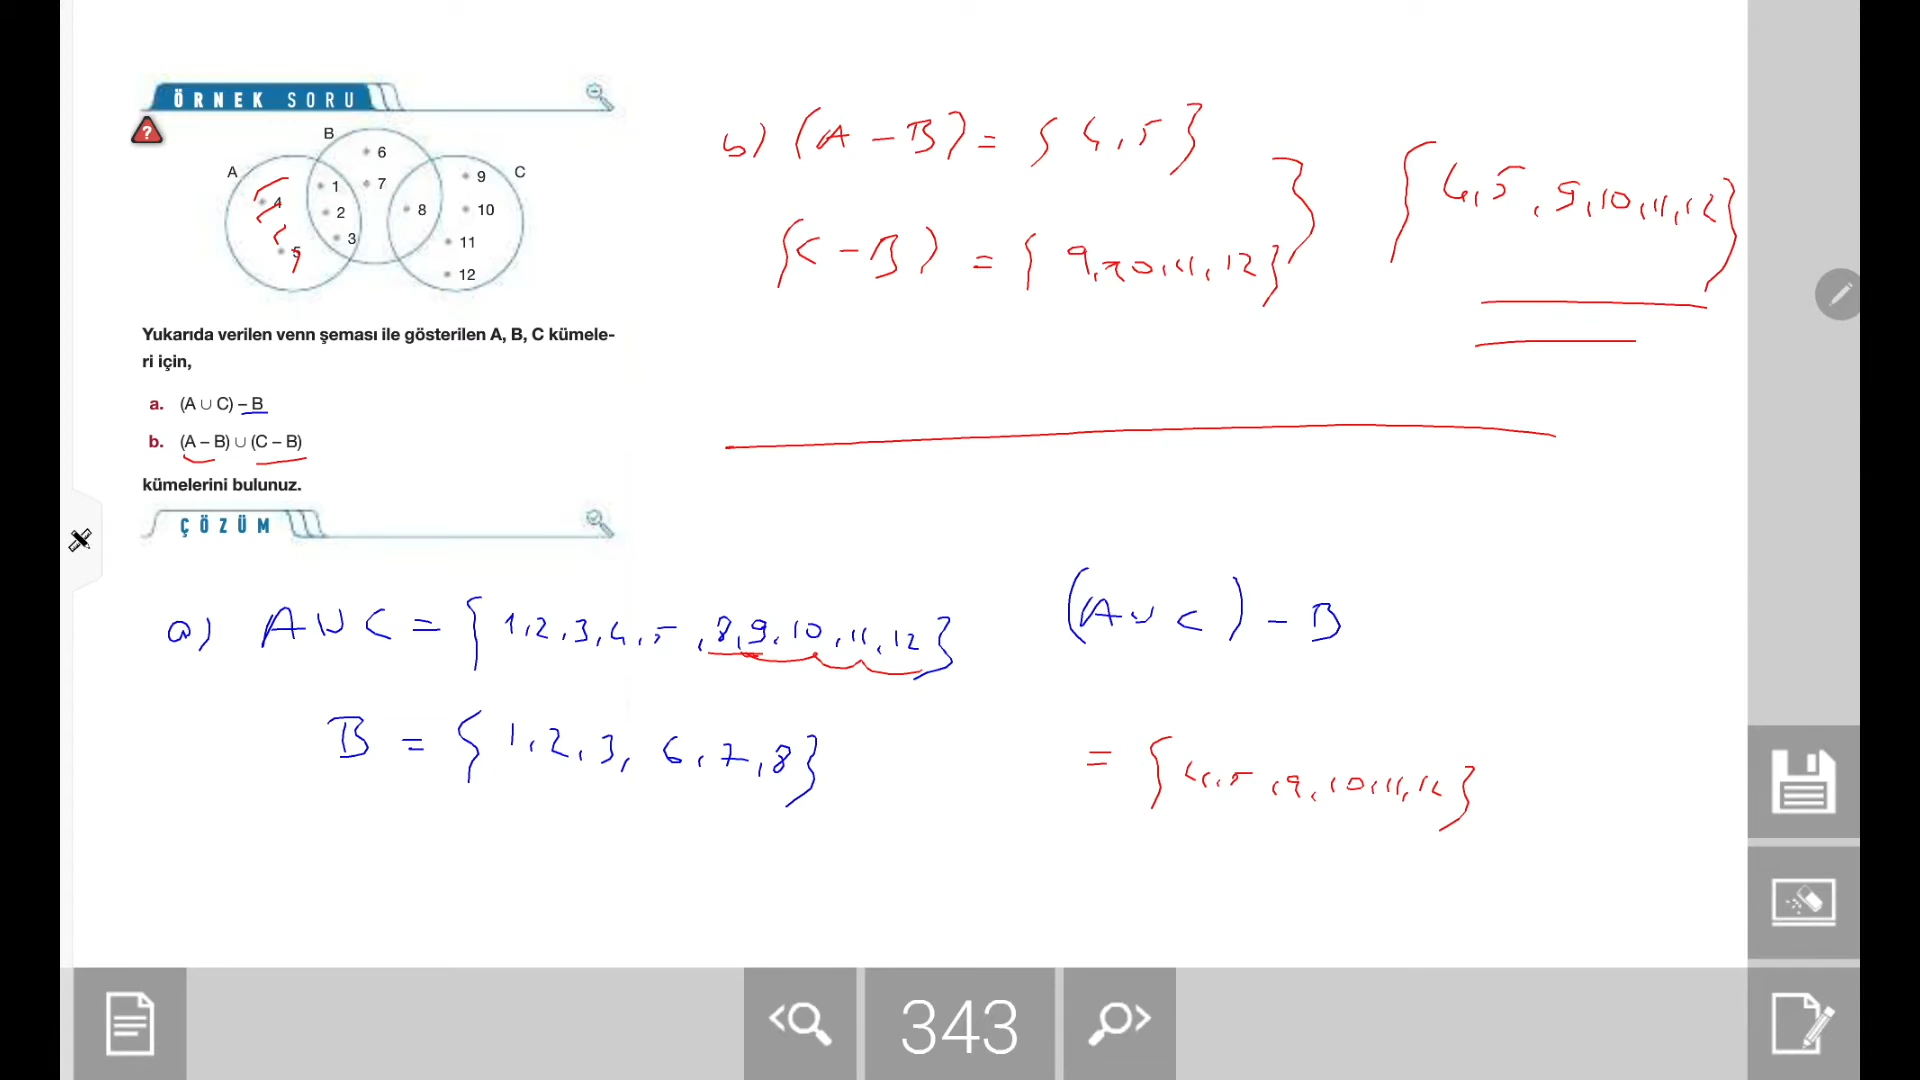 ÖRNEK SORU
?
B
A
C
6
7
1
2
3
4
5
8
9
10
11
12
Yukarıda verilen venn şeması ile gösterilen A, B, C kümele-
ri için,
a. (A ∪ C) – B
b. (A – B) ∪ (C – B)
kümelerini bulunuz.
ÇÖZÜM
b) (A - B) = {4,5}
(C - B) = {9,10,11,12}
{4,5,9,10,11,12}
a) A ∪ C = {1,2,3,4,5,8,9,10,11,12}
B = {1,2,3,6,7,8}
(A ∪ C) - B
= {4,5,9,10,11,12}
343